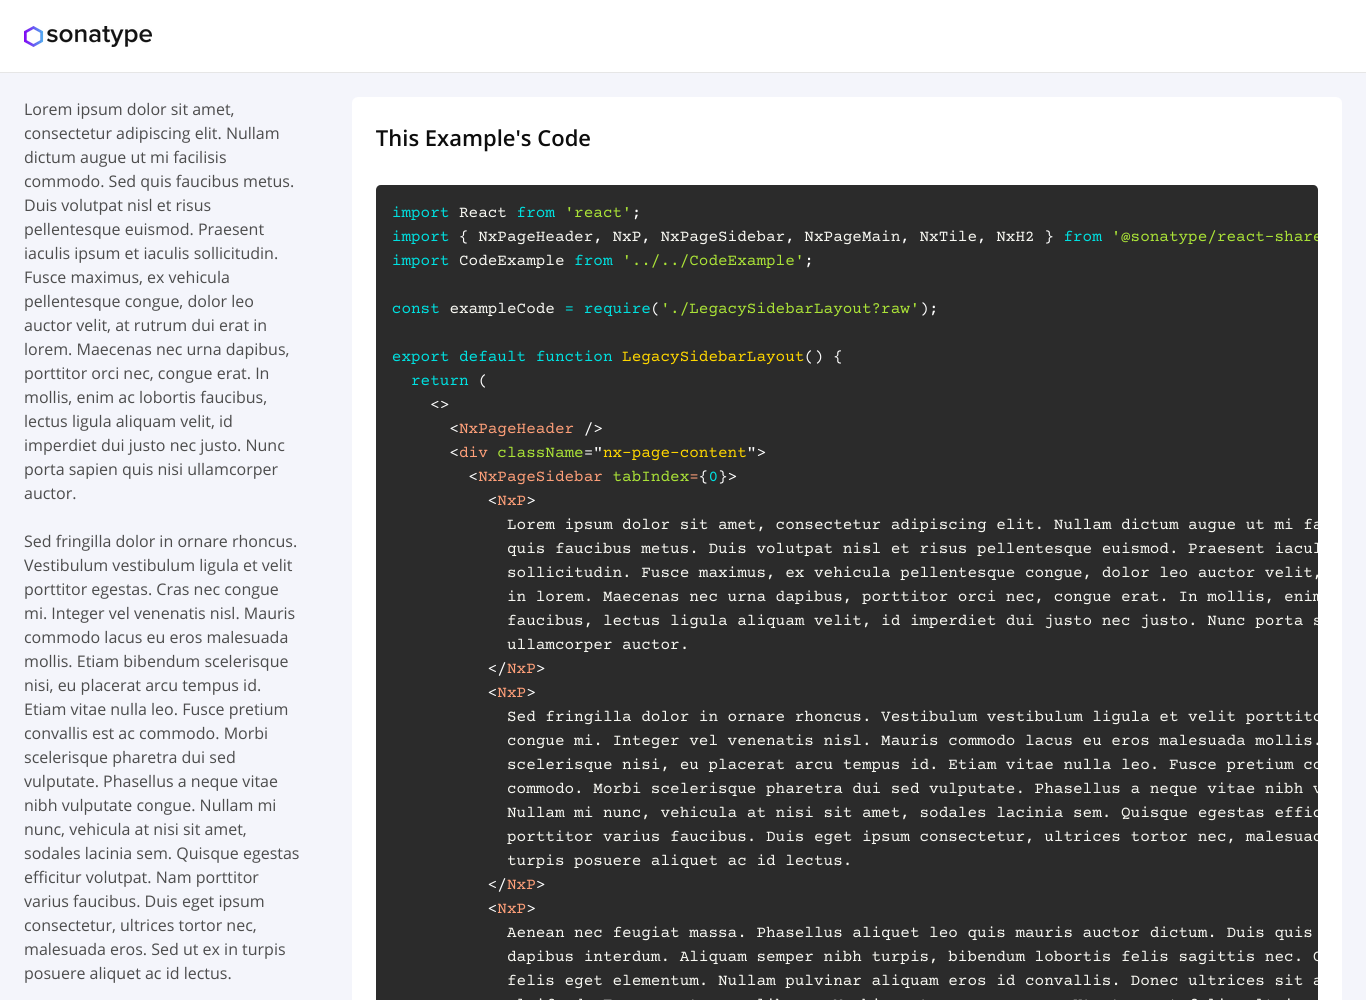 sonatype
Lorem ipsum dolor sit amet,
consectetur adipiscing elit. Nullam
dictum augue ut mi facilisis
commodo. Sed quis faucibus metus.
Duis volutpat nisl et risus
pellentesque euismod. Praesent
iaculis ipsum et iaculis sollicitudin.
Fusce maximus, ex vehicula
pellentesque congue, dolor leo
auctor velit, at rutrum dui erat in
lorem. Maecenas nec urna dapibus,
porttitor orci nec, congue erat. In
mollis, enim ac lobortis faucibus,
lectus ligula aliquam velit, id
imperdiet dui justo nec justo. Nunc
porta sapien quis nisi ullamcorper
auctor.
Sed fringilla dolor in ornare rhoncus.
Vestibulum vestibulum ligula et velit
porttitor egestas. Cras nec congue
mi. Integer vel venenatis nisl. Mauris
commodo lacus eu eros malesuada
mollis. Etiam bibendum scelerisque
nisi, eu placerat arcu tempus id.
Etiam vitae nulla leo. Fusce pretium
convallis est ac commodo. Morbi
scelerisque pharetra dui sed
vulputate. Phasellus a neque vitae
nibh vulputate congue. Nullam mi
nunc, vehicula at nisi sit amet,
sodales lacinia sem. Quisque egestas
efficitur volutpat. Nam porttitor
varius faucibus. Duis eget ipsum
consectetur, ultrices tortor nec,
malesuada eros. Sed ut ex in turpis
posuere aliquet ac id lectus.
This Example's Code
import React from 'react';
import { NxPageHeader, NxP, NxPageSidebar, NxPageMain, NxTile, NxH2 } from '@sonatype/react-share
import CodeExample from '../../CodeExample';
const exampleCode = require('./LegacySidebarLayout?raw');
export default function LegacySidebarLayout() {
return (
<>
<NxPageHeader />
<div className="nx-page-content">
<NxPageSidebar tabIndex={0}>
<NxP>
Lorem ipsum dolor sit amet, consectetur adipiscing elit. Nullam dictum augue ut mi fa
quis faucibus metus. Duis volutpat nisl et risus pellentesque euismod. Praesent iacul
sollicitudin. Fusce maximus, ex vehicula pellentesque congue, dolor leo auctor velit,
in lorem. Maecenas nec urna dapibus, porttitor orci nec, congue erat. In mollis, enim
faucibus, lectus ligula aliquam velit, id imperdiet dui justo nec justo. Nunc porta s
ullamcorper auctor.
</NxP>
<NxP>
Sed fringilla dolor in ornare rhoncus. Vestibulum vestibulum ligula et velit porttito
congue mi. Integer vel venenatis nisl. Mauris commodo lacus eu eros malesuada mollis.
scelerisque nisi, eu placerat arcu tempus id. Etiam vitae nulla leo. Fusce pretium co
commodo. Morbi scelerisque pharetra dui sed vulputate. Phasellus a neque vitae nibh v
Nullam mi nunc, vehicula at nisi sit amet, sodales lacinia sem. Quisque egestas effic
porttitor varius faucibus. Duis eget ipsum consectetur, ultrices tortor nec, malesuad
turpis posuere aliquet ac id lectus.
</NxP>
<NxP>
Aenean nec feugiat massa. Phasellus aliquet leo quis mauris auctor dictum. Duis quis
dapibus interdum. Aliquam semper nibh turpis, bibendum lobortis felis sagittis nec.
felis eget elementum. Nullam pulvinar aliquam eros id convallis. Donec ultrices sit a